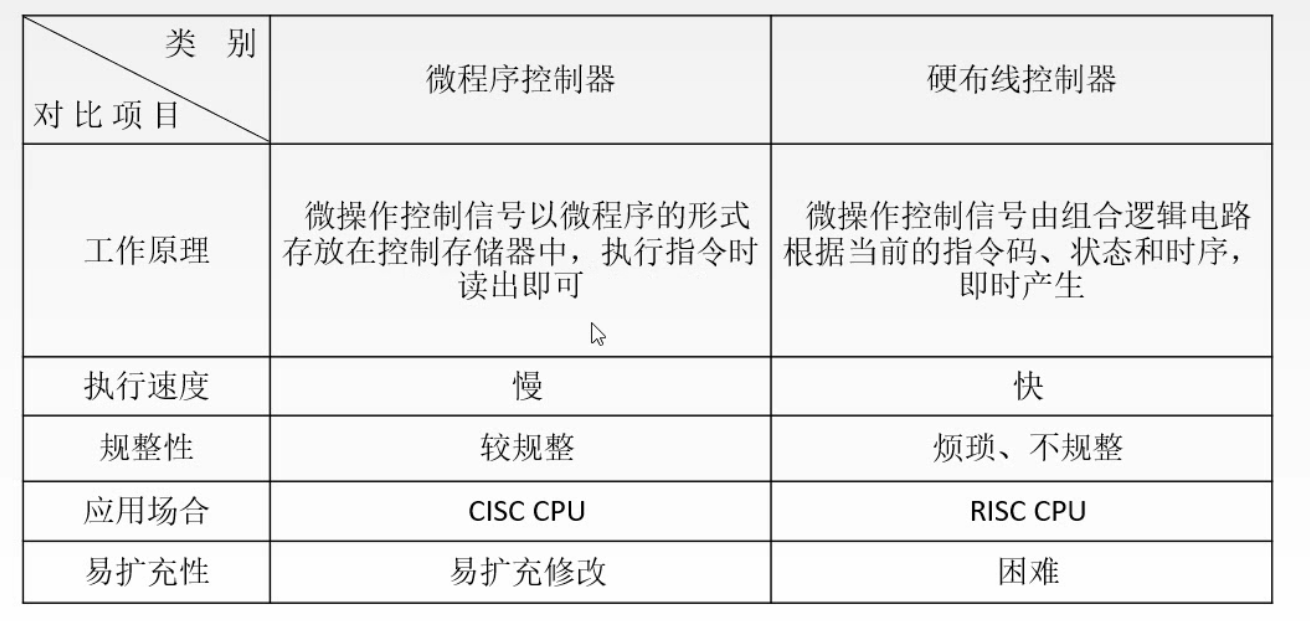 类 别
对比项目
微程序控制器
硬布线控制器
工作原理
微操作控制信号以微程序的形式
存放在控制存储器中，执行指令时
读出即可
微操作控制信号由组合逻辑电路
根据当前的指令码、状态和时序，
即时产生
执行速度
慢
快
规整性
较规整
烦琐、不规整
应用场合
CISC CPU
RISC CPU
易扩充性
易扩充修改
困难